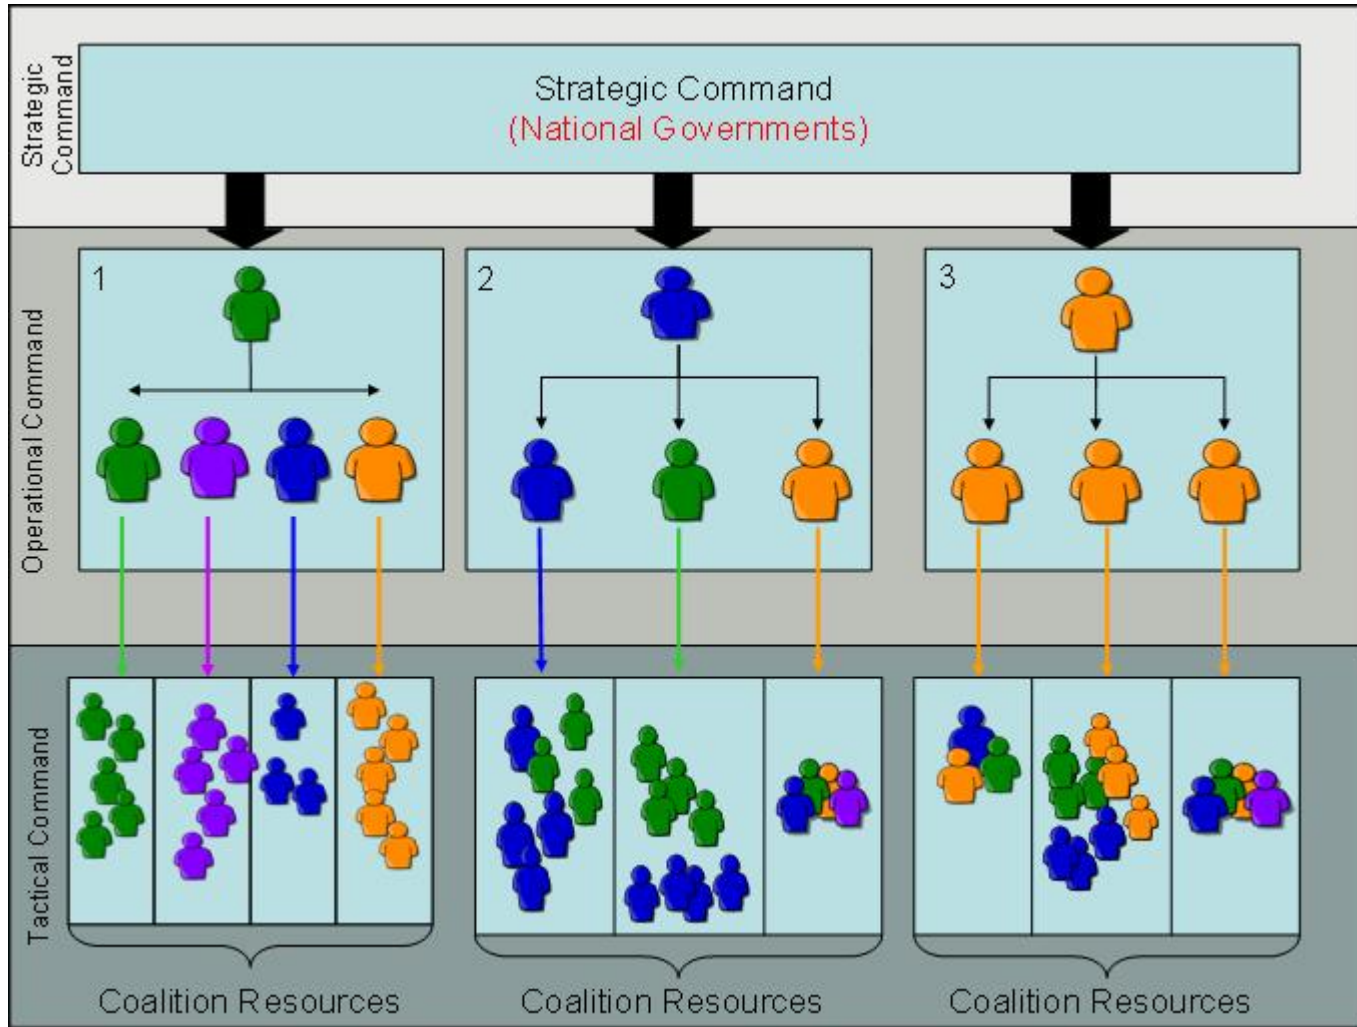 Strategic
Command
Strategic Command
(National Governments)
Operational Command
1
2
3
Tactical Command
Coalition Resources
Coalition Resources
Coalition Resources